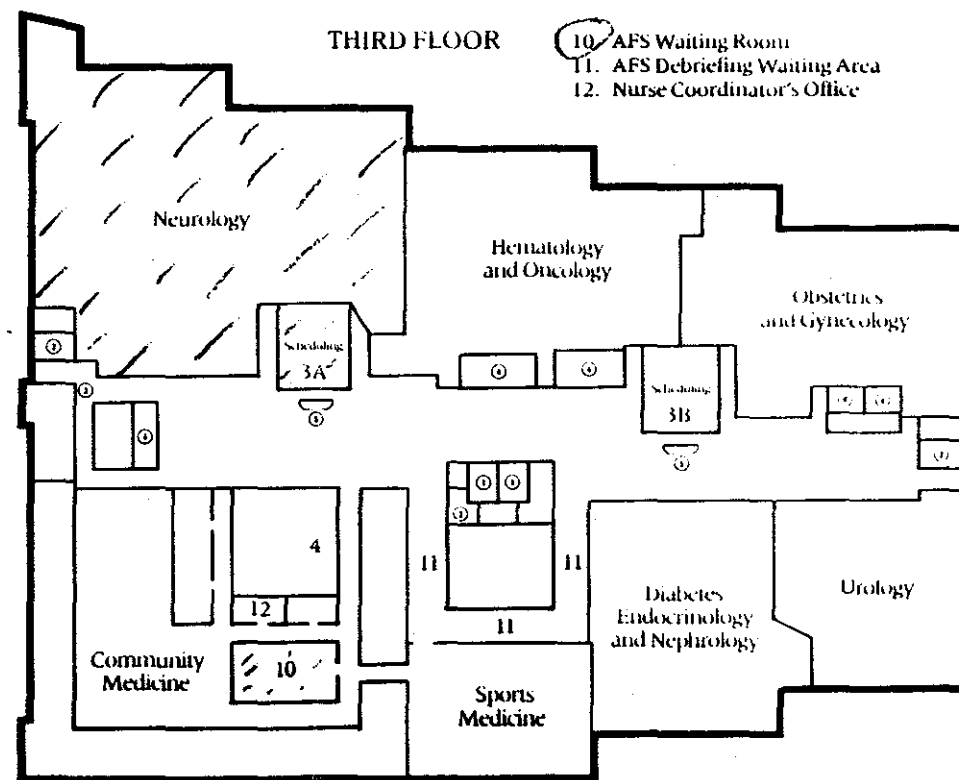 THIRD FLOOR
10. AFS Waiting Room
11. AFS Debriefing Waiting Area
12. Nurse Coordinator's Office
Neurology
Hematology
and Oncology
Obstetrics
and Gynecology
Scheduling
3A
Scheduling
3B
4
12
10
11
11
11
Community
Medicine
Sports
Medicine
Diabetes
Endocrinology
and Nephrology
Urology